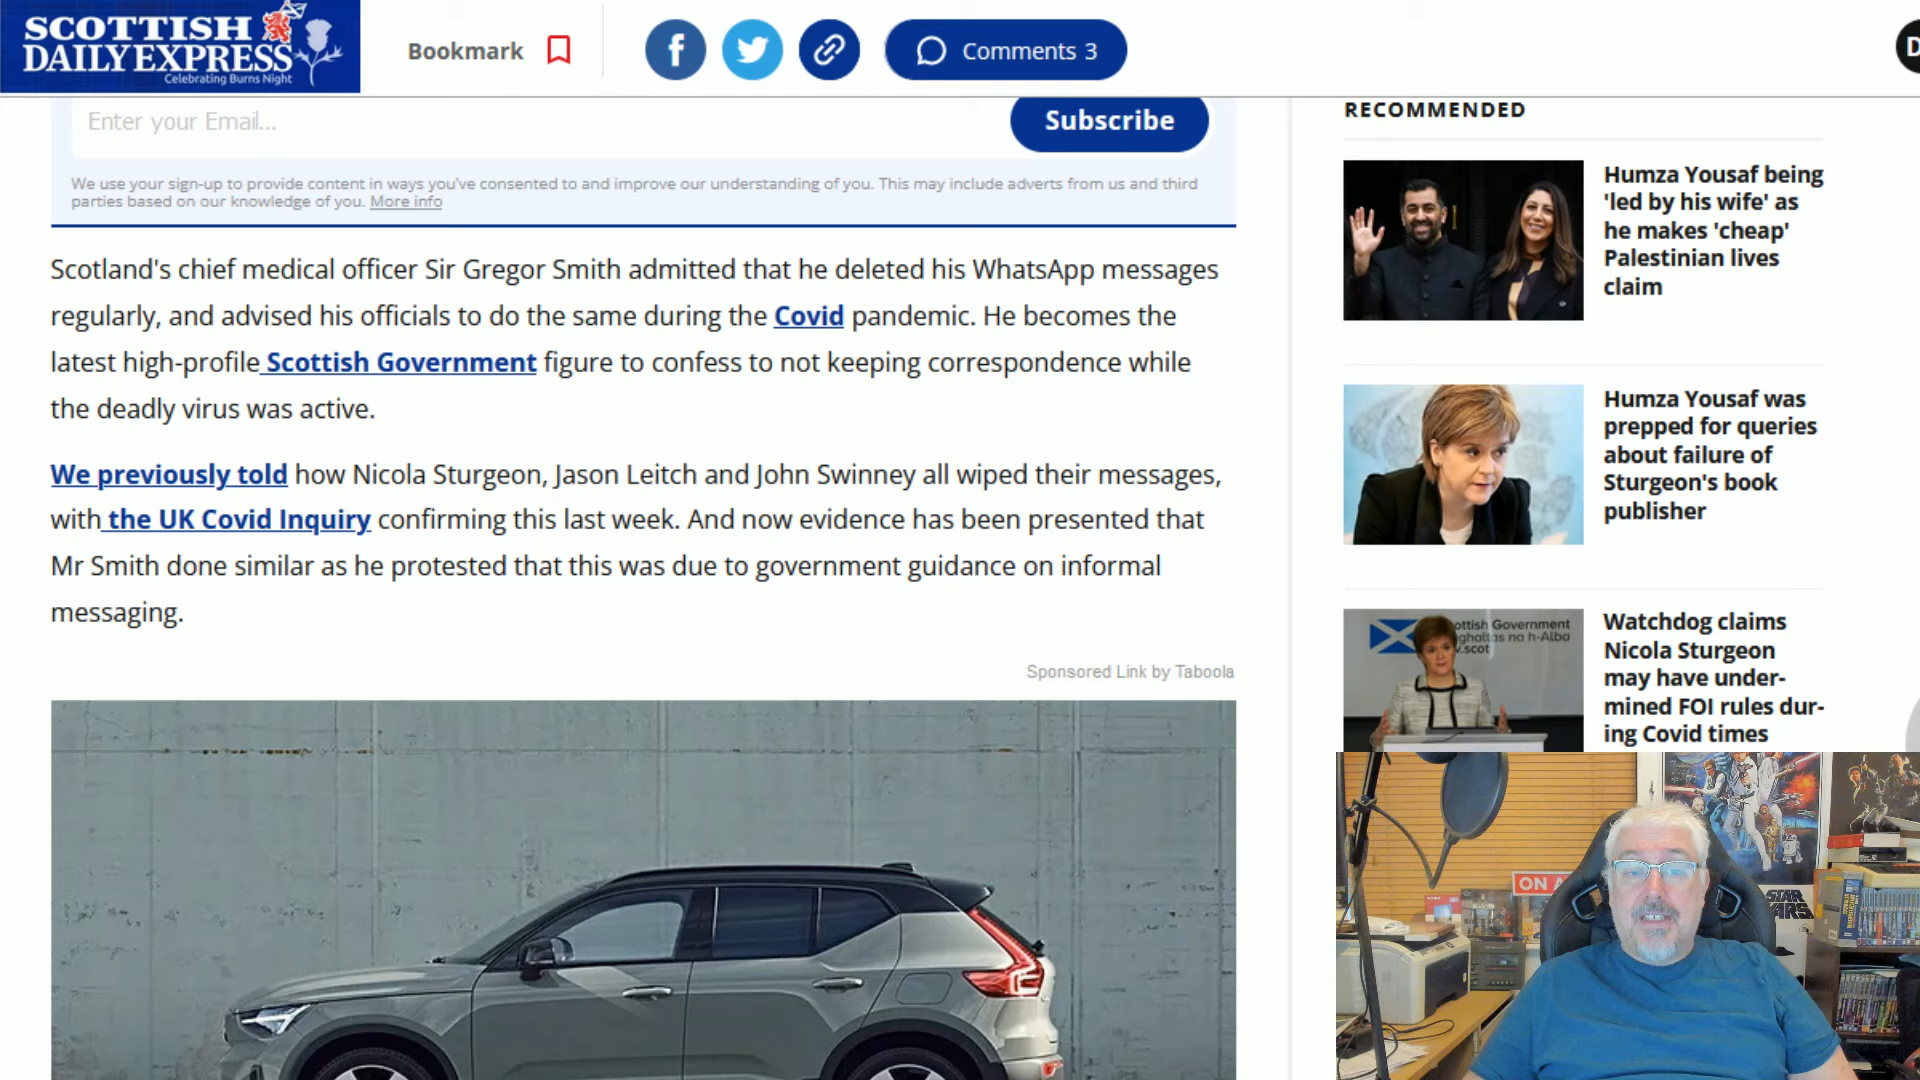 SCOTTISH
DAILY EXPRESS
Celebrating Burns Night
Bookmark
Comments 3
D
Enter your Email...
Subscribe
We use your sign-up to provide content in ways you've consented to and improve our understanding of you. This may include adverts from us and third
parties based on our knowledge of you. More info
Scotland's chief medical officer Sir Gregor Smith admitted that he deleted his WhatsApp messages
regularly, and advised his officials to do the same during the Covid pandemic. He becomes the
latest high-profile Scottish Government figure to confess to not keeping correspondence while
the deadly virus was active.
We previously told how Nicola Sturgeon, Jason Leitch and John Swinney all wiped their messages,
with the UK Covid Inquiry confirming this last week. And now evidence has been presented that
Mr Smith done similar as he protested that this was due to government guidance on informal
messaging.
Sponsored Link by Taboola
RECOMMENDED
Humza Yousaf being
'led by his wife' as
he makes 'cheap'
Palestinian lives
claim
Humza Yousaf was
prepped for queries
about failure of
Sturgeon's book
publisher
ottish Government
ghaltas na h-Alba
v.scot
Watchdog claims
Nicola Sturgeon
may have under-
mined FOI rules dur-
ing Covid times
ON A
STAR
WARS